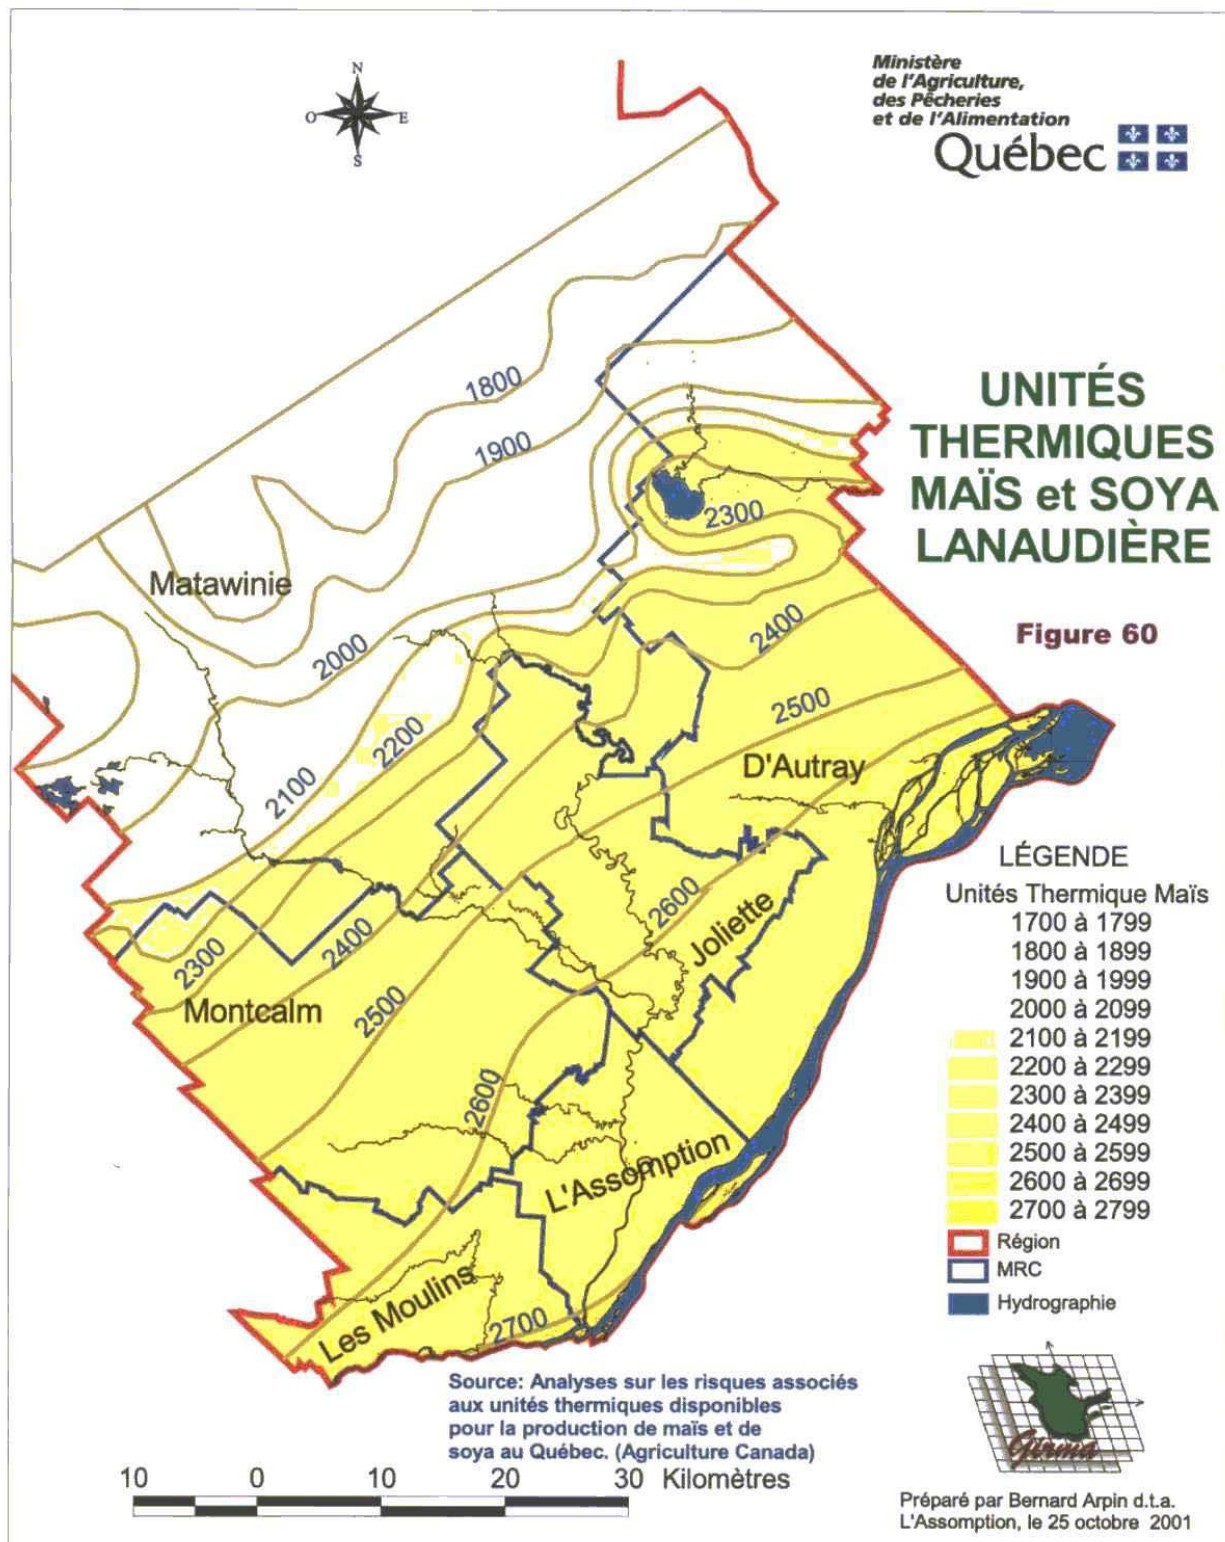 Ministère
de l'Agriculture,
des Pêcheries
et de l'Alimentation
Québec
N
O
E
S
UNITÉS
THERMIQUES
MAÏS et SOYA
LANAUDIÈRE
Figure 60
1800
1900
2300
Matawinie
2000
2400
2200
2500
2100
D'Autray
2600
Joliette
2300
2400
Montcalm
2500
2600
L'Assomption
Les Moulins
2700
LÉGENDE
Unités Thermique Maïs
1700 à 1799
1800 à 1899
1900 à 1999
2000 à 2099
2100 à 2199
2200 à 2299
2300 à 2399
2400 à 2499
2500 à 2599
2600 à 2699
2700 à 2799
Région
MRC
Hydrographie
Girma
Source: Analyses sur les risques associés
aux unités thermiques disponibles
pour la production de maïs et de
soya au Québec. (Agriculture Canada)
10 0 10 20 30 Kilomètres
Préparé par Bernard Arpin d.t.a.
L'Assomption, le 25 octobre 2001